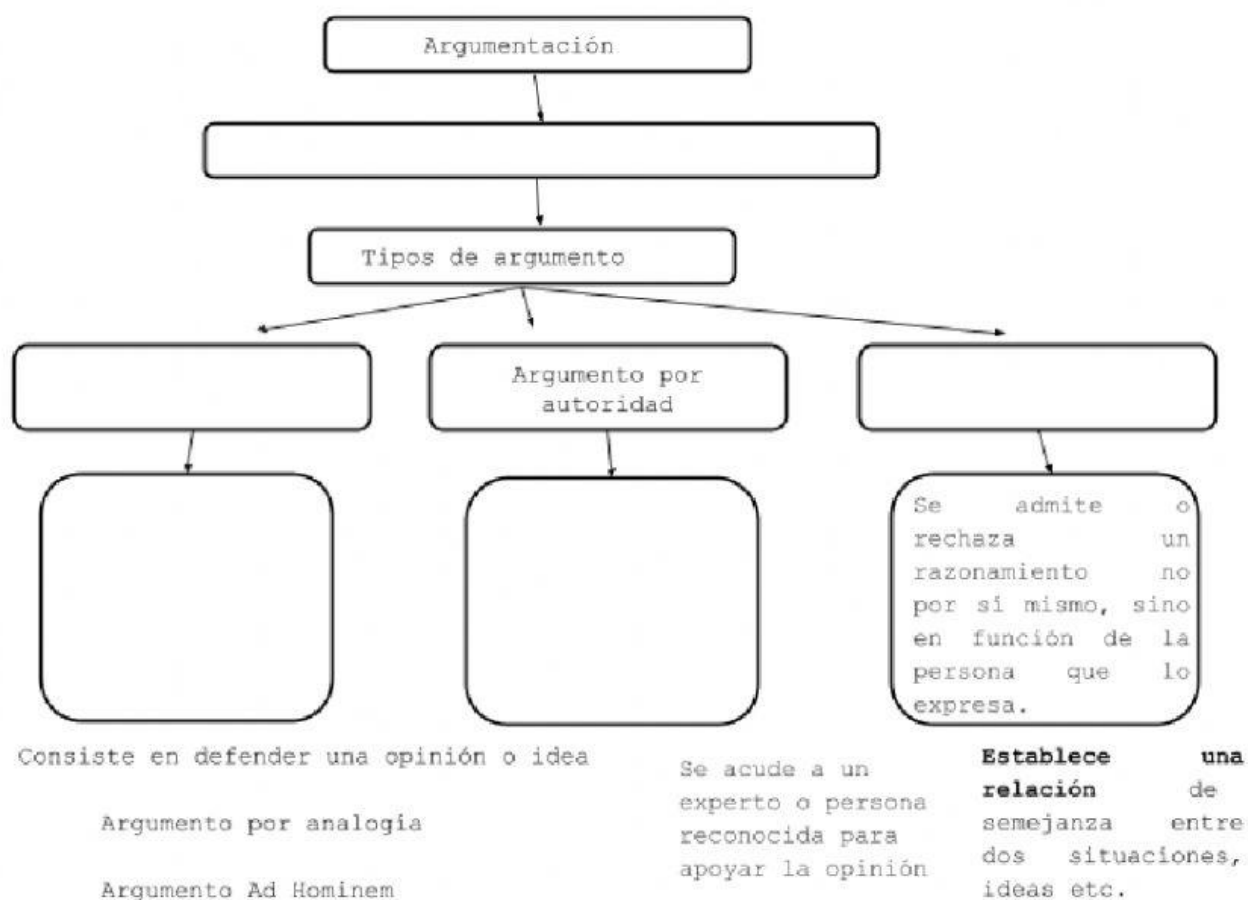 Argumentación
Tipos de argumento
Argumento por
autoridad
Se admite o
rechaza un
razonamiento no
por sí mismo, sino
en función de la
persona que lo
expresa.
Consiste en defender una opinión o idea
Argumento por analogía
Argumento Ad Hominem
Se acude a un
experto o persona
reconocida para
apoyar la opinión
Establece una
relación de
semejanza entre
dos situaciones,
ideas etc.